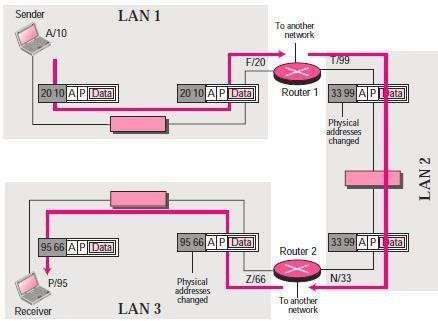 Sender
LAN 1
A/10
To another
network
F/20
T/99
20 10 A P Data
20 10 A P Data
Router 1
33 99 A P Data
Physical
addresses
changed
LAN 2
95 66 A P Data
95 66 A P Data
Router 2
33 99 A P Data
P/95
Physical
addresses
changed
Z/66
N/33
To another
network
Receiver
LAN 3